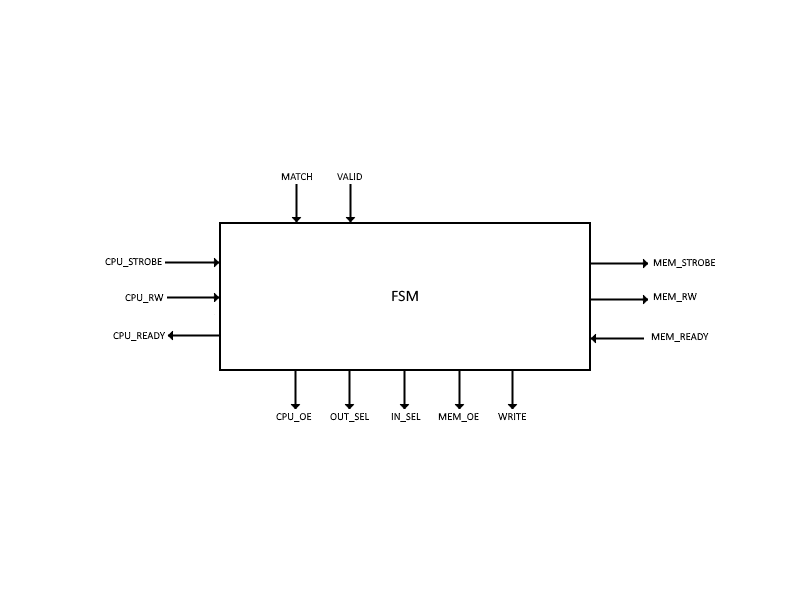 MATCH VALID
CPU_STROBE MEM_STROBE
CPU_RW FSM MEM_RW
CPU_READY MEM_READY
CPU_OE OUT_SEL IN_SEL MEM_OE WRITE